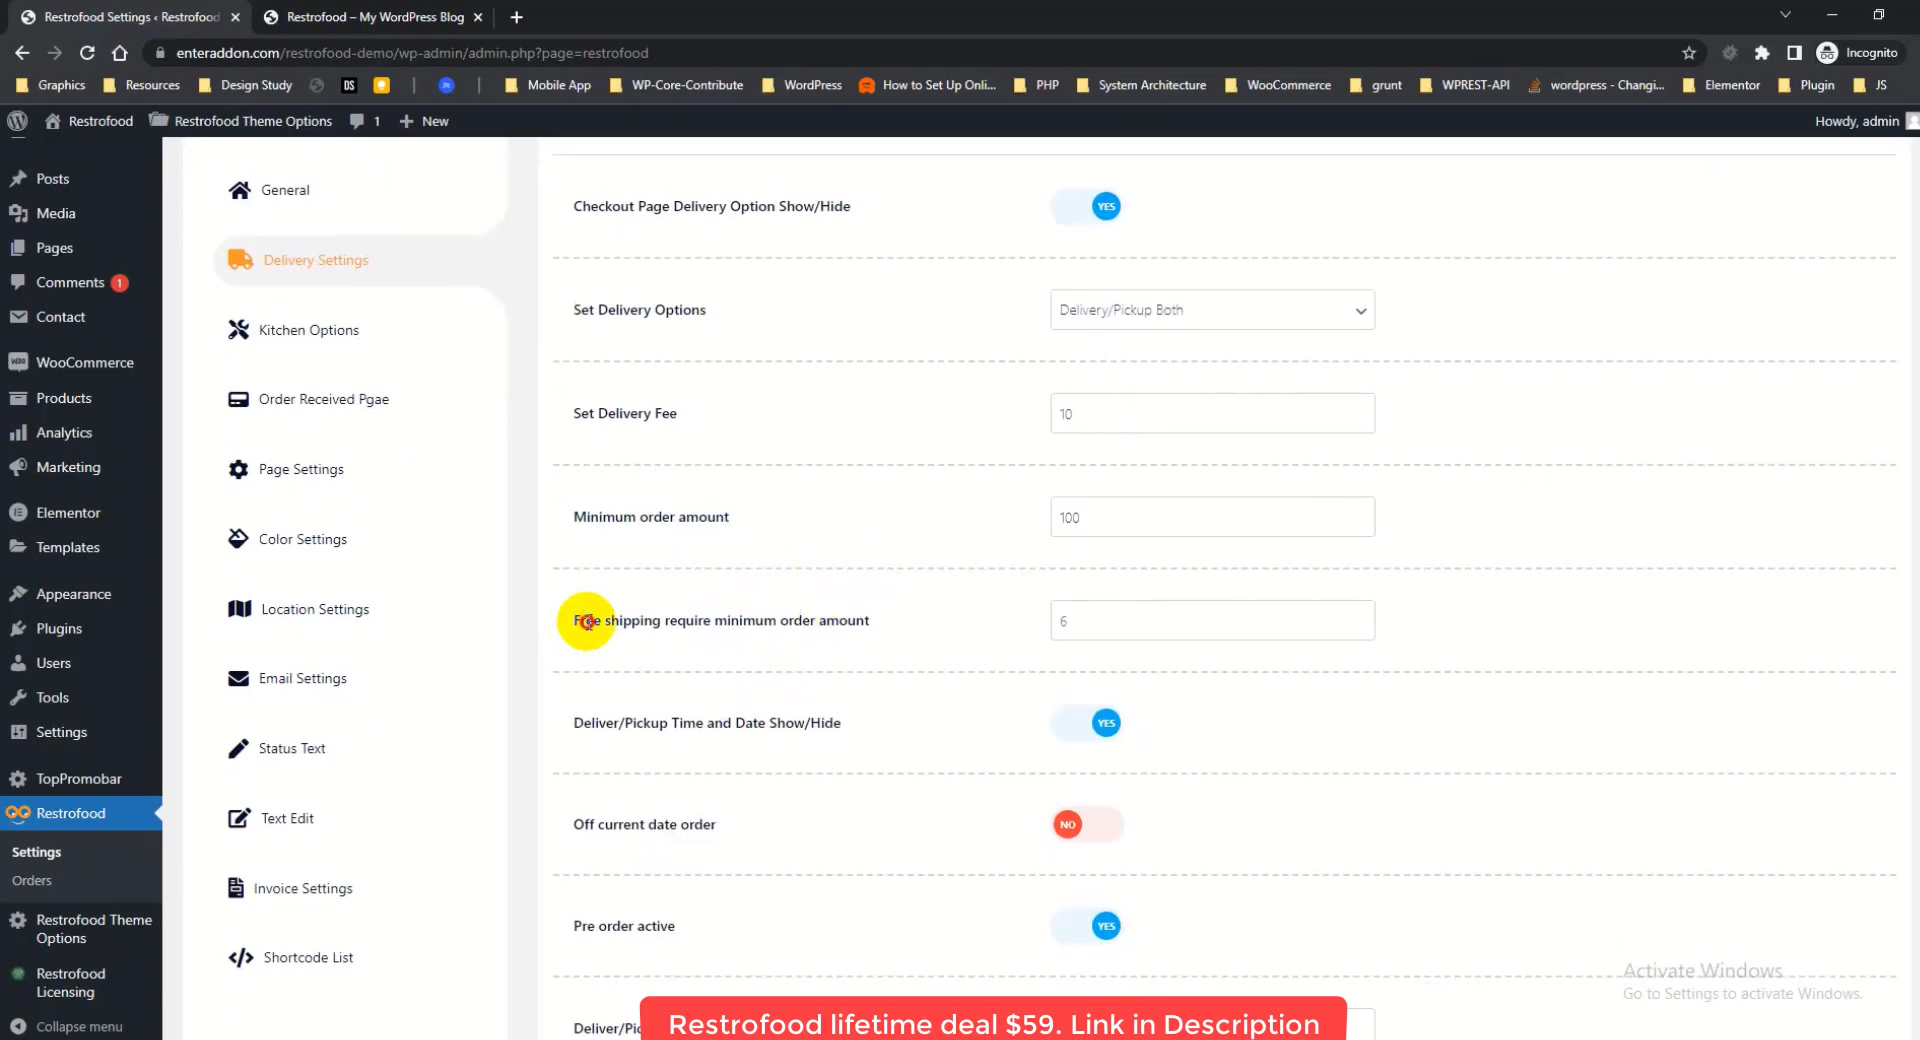 Restrofood Settings ‹ Restrofood
Restrofood – My WordPress Blog
enteraddon.com/restrofood-demo/wp-admin/admin.php?page=restrofood
Incognito
Graphics
Resources
Design Study
DS
Mobile App
WP-Core-Contribute
WordPress
How to Set Up Onli...
PHP
System Architecture
WooCommerce
grunt
WPREST-API
wordpress - Changi...
Elementor
Plugin
JS
Restrofood
Restrofood Theme Options
1
New
Howdy, admin
Posts
Media
Pages
Comments 1
Contact
WooCommerce
Products
Analytics
Marketing
Elementor
Templates
Appearance
Plugins
Users
Tools
Settings
TopPromobar
Restrofood
Settings
Orders
Restrofood Theme
Options
Restrofood
Licensing
Collapse menu
General
Delivery Settings
Kitchen Options
Order Received Pgae
Page Settings
Color Settings
Location Settings
Email Settings
Status Text
Text Edit
Invoice Settings
Shortcode List
Checkout Page Delivery Option Show/Hide
YES
Set Delivery Options
Delivery/Pickup Both
Set Delivery Fee
10
Minimum order amount
100
Free shipping require minimum order amount
6
Deliver/Pickup Time and Date Show/Hide
YES
Off current date order
NO
Pre order active
YES
Activate Windows
Go to Settings to activate Windows.
Restrofood lifetime deal $59. Link in Description